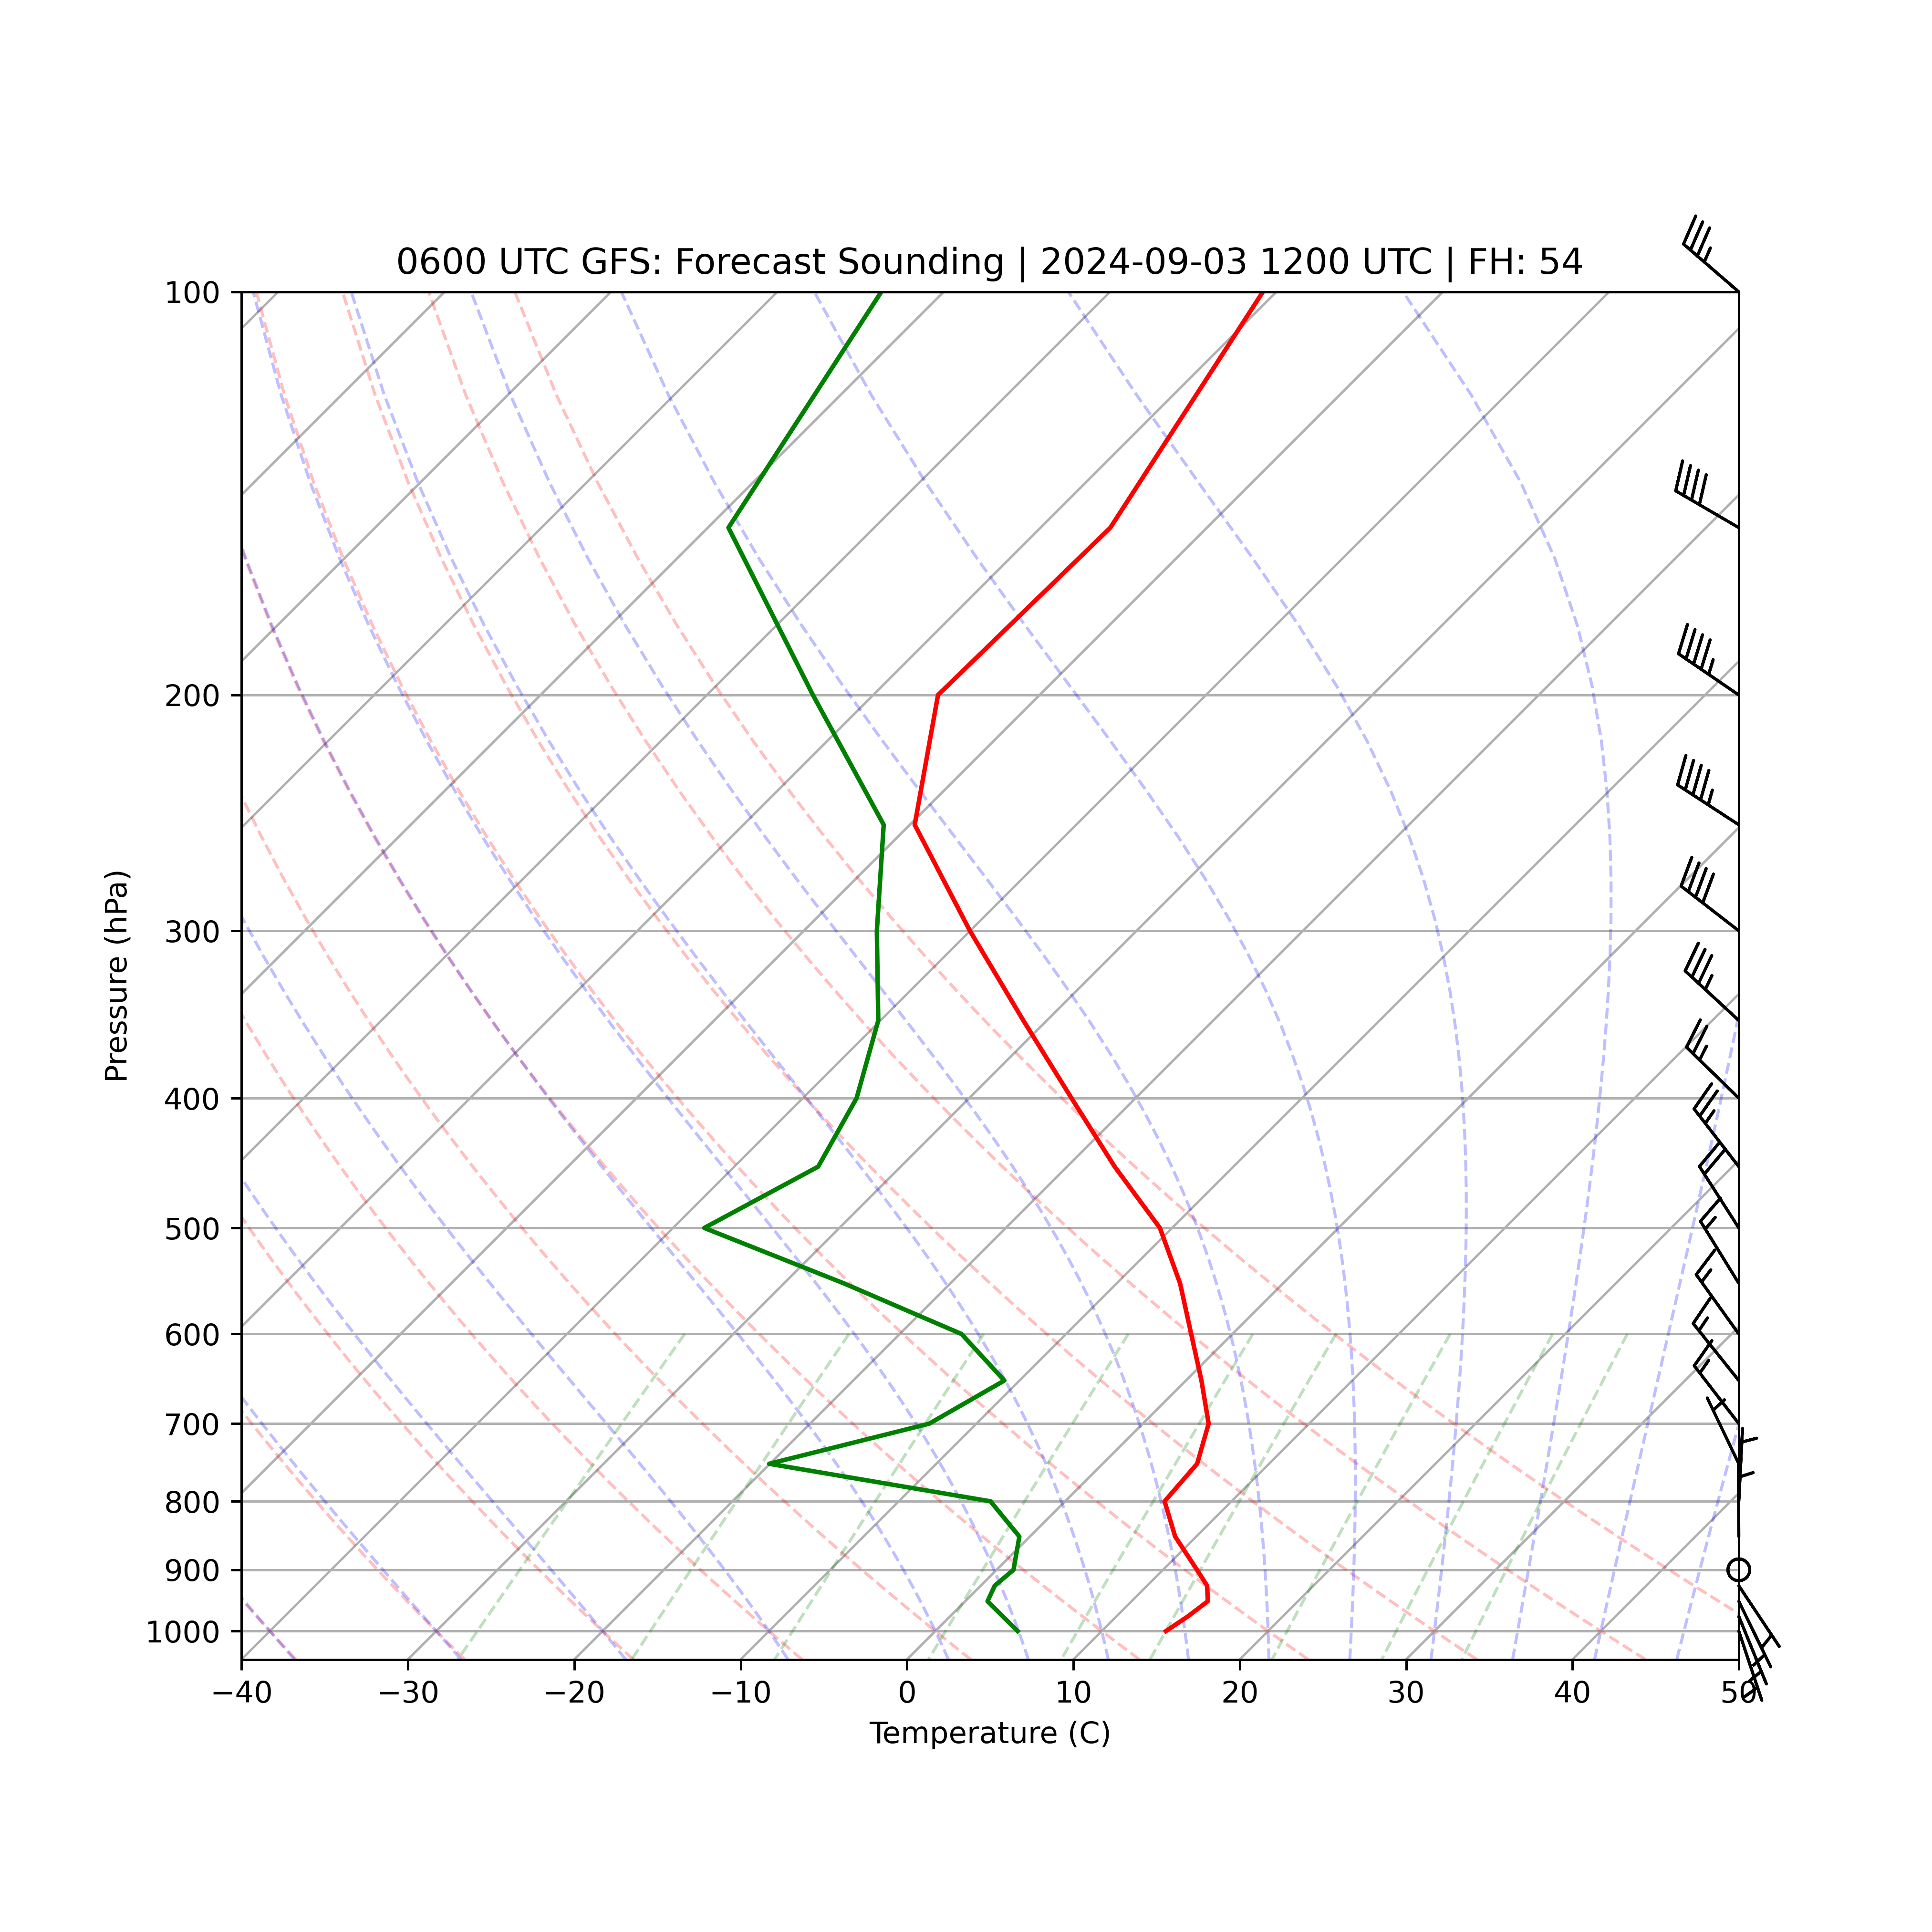 0600 UTC GFS: Forecast Sounding | 2024-09-03 1200 UTC | FH: 54
100
200
300
400
500
600
700
800
900
1000
Pressure (hPa)
−40 −30 −20 −10 0 10 20 30 40 50
Temperature (C)